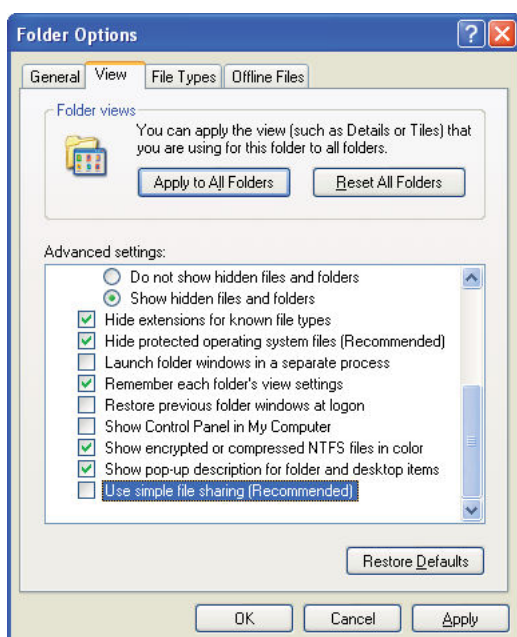 Folder Options
General View File Types Offline Files
Folder views
You can apply the view (such as Details or Tiles) that
you are using for this folder to all folders.
Apply to All Folders Reset All Folders
Advanced settings:
Do not show hidden files and folders
Show hidden files and folders
Hide extensions for known file types
Hide protected operating system files (Recommended)
Launch folder windows in a separate process
Remember each folder's view settings
Restore previous folder windows at logon
Show Control Panel in My Computer
Show encrypted or compressed NTFS files in color
Show pop-up description for folder and desktop items
Use simple file sharing (Recommended)
Restore Defaults
OK Cancel Apply